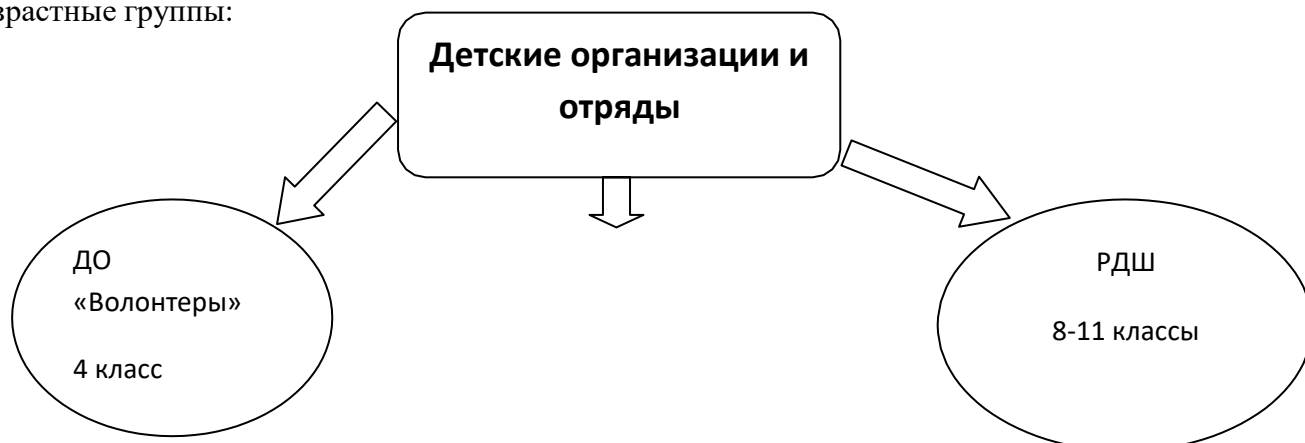 зрастные группы:
Детские организации и
отряды
ДО
«Волонтеры»
4 класс
РДШ
8-11 классы